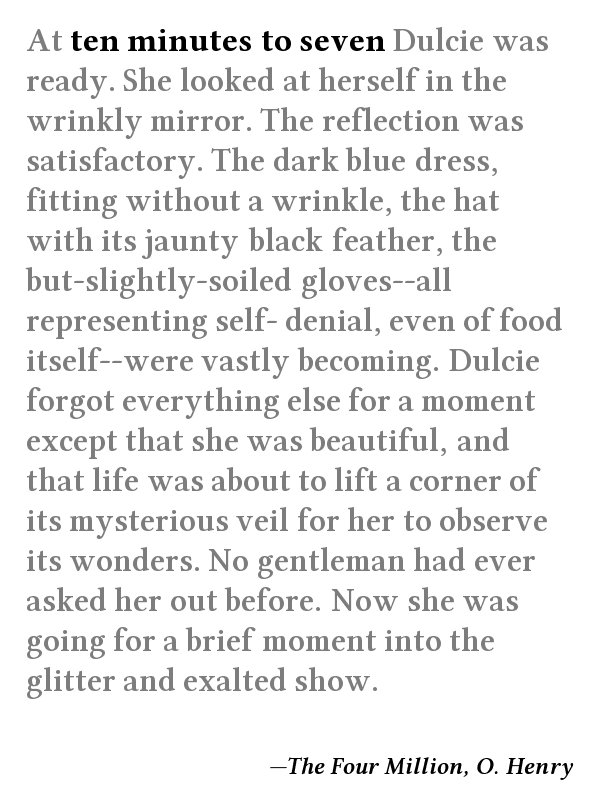 At ten minutes to seven Dulcie was
ready. She looked at herself in the
wrinkly mirror. The reflection was
satisfactory. The dark blue dress,
fitting without a wrinkle, the hat
with its jaunty black feather, the
but-slightly-soiled gloves--all
representing self- denial, even of food
itself--were vastly becoming. Dulcie
forgot everything else for a moment
except that she was beautiful, and
that life was about to lift a corner of
its mysterious veil for her to observe
its wonders. No gentleman had ever
asked her out before. Now she was
going for a brief moment into the
glitter and exalted show.
—The Four Million, O. Henry